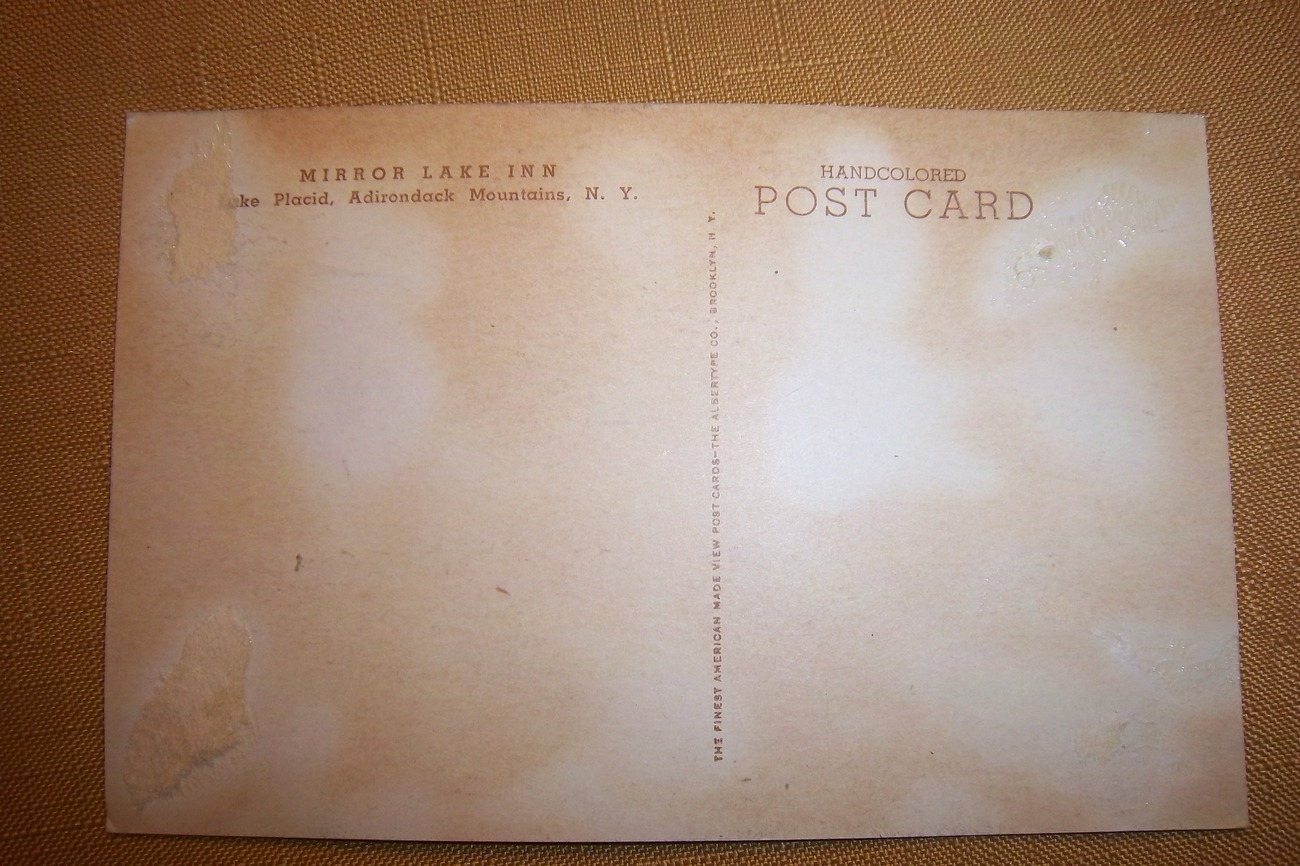 MIRROR LAKE INN
ke Placid, Adirondack Mountains, N. Y.
HANDCOLORED
POST CARD
THE FINEST AMERICAN MADE VIEW POST CARDS—THE ALBERTYPE CO., BROOKLYN, N. Y.